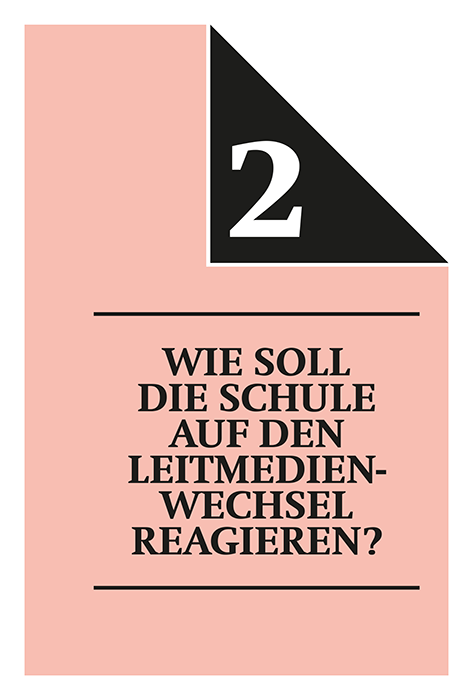 2
WIE SOLL
DIE SCHULE
AUF DEN
LEITMEDIEN-
WECHSEL
REAGIEREN?